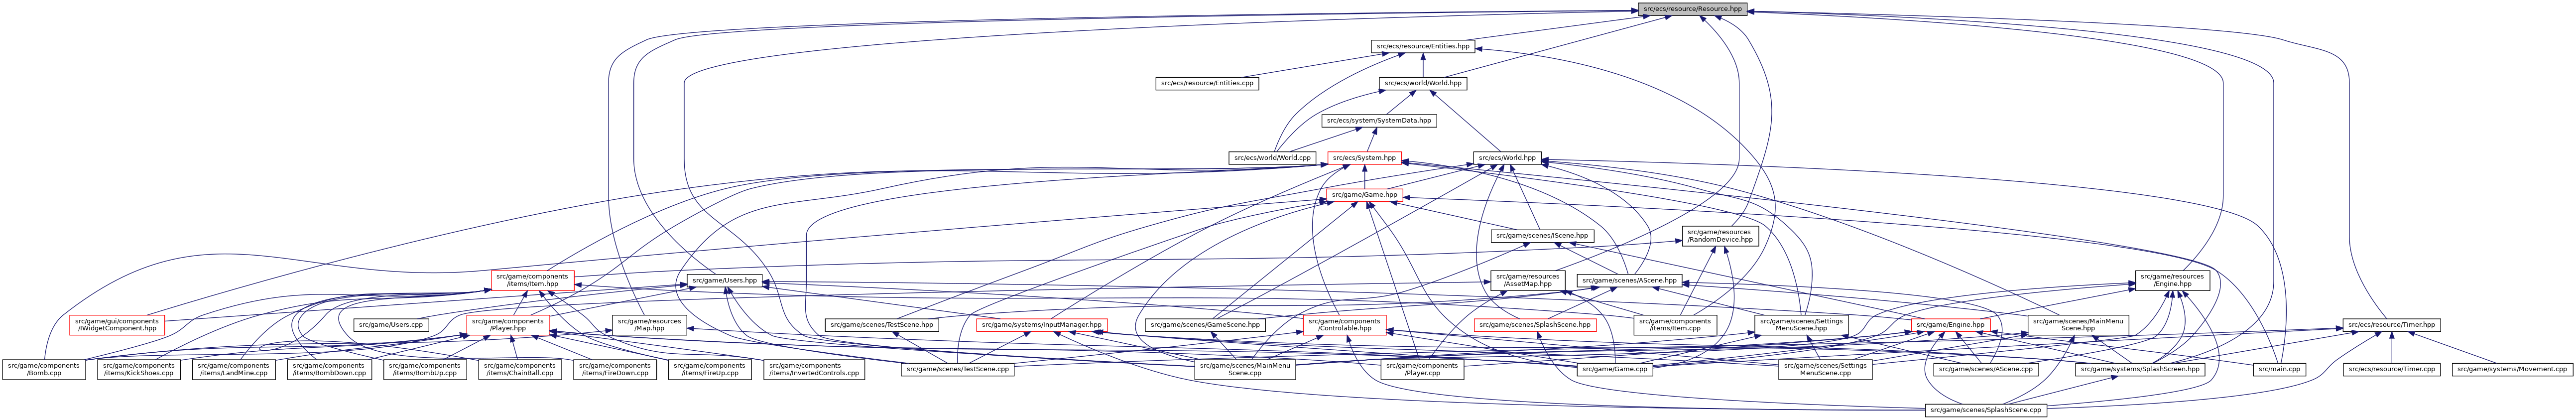 src/ecs/resource/Resource.hpp
src/ecs/resource/Entities.hpp
src/ecs/resource/Entities.cpp
src/ecs/world/World.hpp
src/ecs/system/SystemData.hpp
src/ecs/world/World.cpp
src/ecs/System.hpp
src/ecs/World.hpp
src/game/Game.hpp
src/game/scenes/IScene.hpp
src/game/resources
/RandomDevice.hpp
src/game/components
/items/Item.hpp
src/game/Users.hpp
src/game/resources
/AssetMap.hpp
src/game/scenes/AScene.hpp
src/game/resources
/Engine.hpp
src/game/gui/components
/IWidgetComponent.hpp
src/game/Users.cpp
src/game/components
/Player.hpp
src/game/resources
/Map.hpp
src/game/scenes/TestScene.hpp
src/game/systems/InputManager.hpp
src/game/scenes/GameScene.hpp
src/game/components
/Controlable.hpp
src/game/scenes/SplashScene.hpp
src/game/components
/items/Item.cpp
src/game/scenes/Settings
MenuScene.hpp
src/game/Engine.hpp
src/game/scenes/MainMenu
Scene.hpp
src/ecs/resource/Timer.hpp
src/game/components
/Bomb.cpp
src/game/components
/items/KickShoes.cpp
src/game/components
/items/LandMine.cpp
src/game/components
/items/BombDown.cpp
src/game/components
/items/BombUp.cpp
src/game/components
/items/ChainBall.cpp
src/game/components
/items/FireDown.cpp
src/game/components
/items/FireUp.cpp
src/game/components
/items/InvertedControls.cpp
src/game/scenes/TestScene.cpp
src/game/scenes/MainMenu
Scene.cpp
src/game/components
/Player.cpp
src/game/Game.cpp
src/game/scenes/Settings
MenuScene.cpp
src/game/scenes/AScene.cpp
src/game/systems/SplashScreen.hpp
src/main.cpp
src/ecs/resource/Timer.cpp
src/game/systems/Movement.cpp
src/game/scenes/SplashScene.cpp